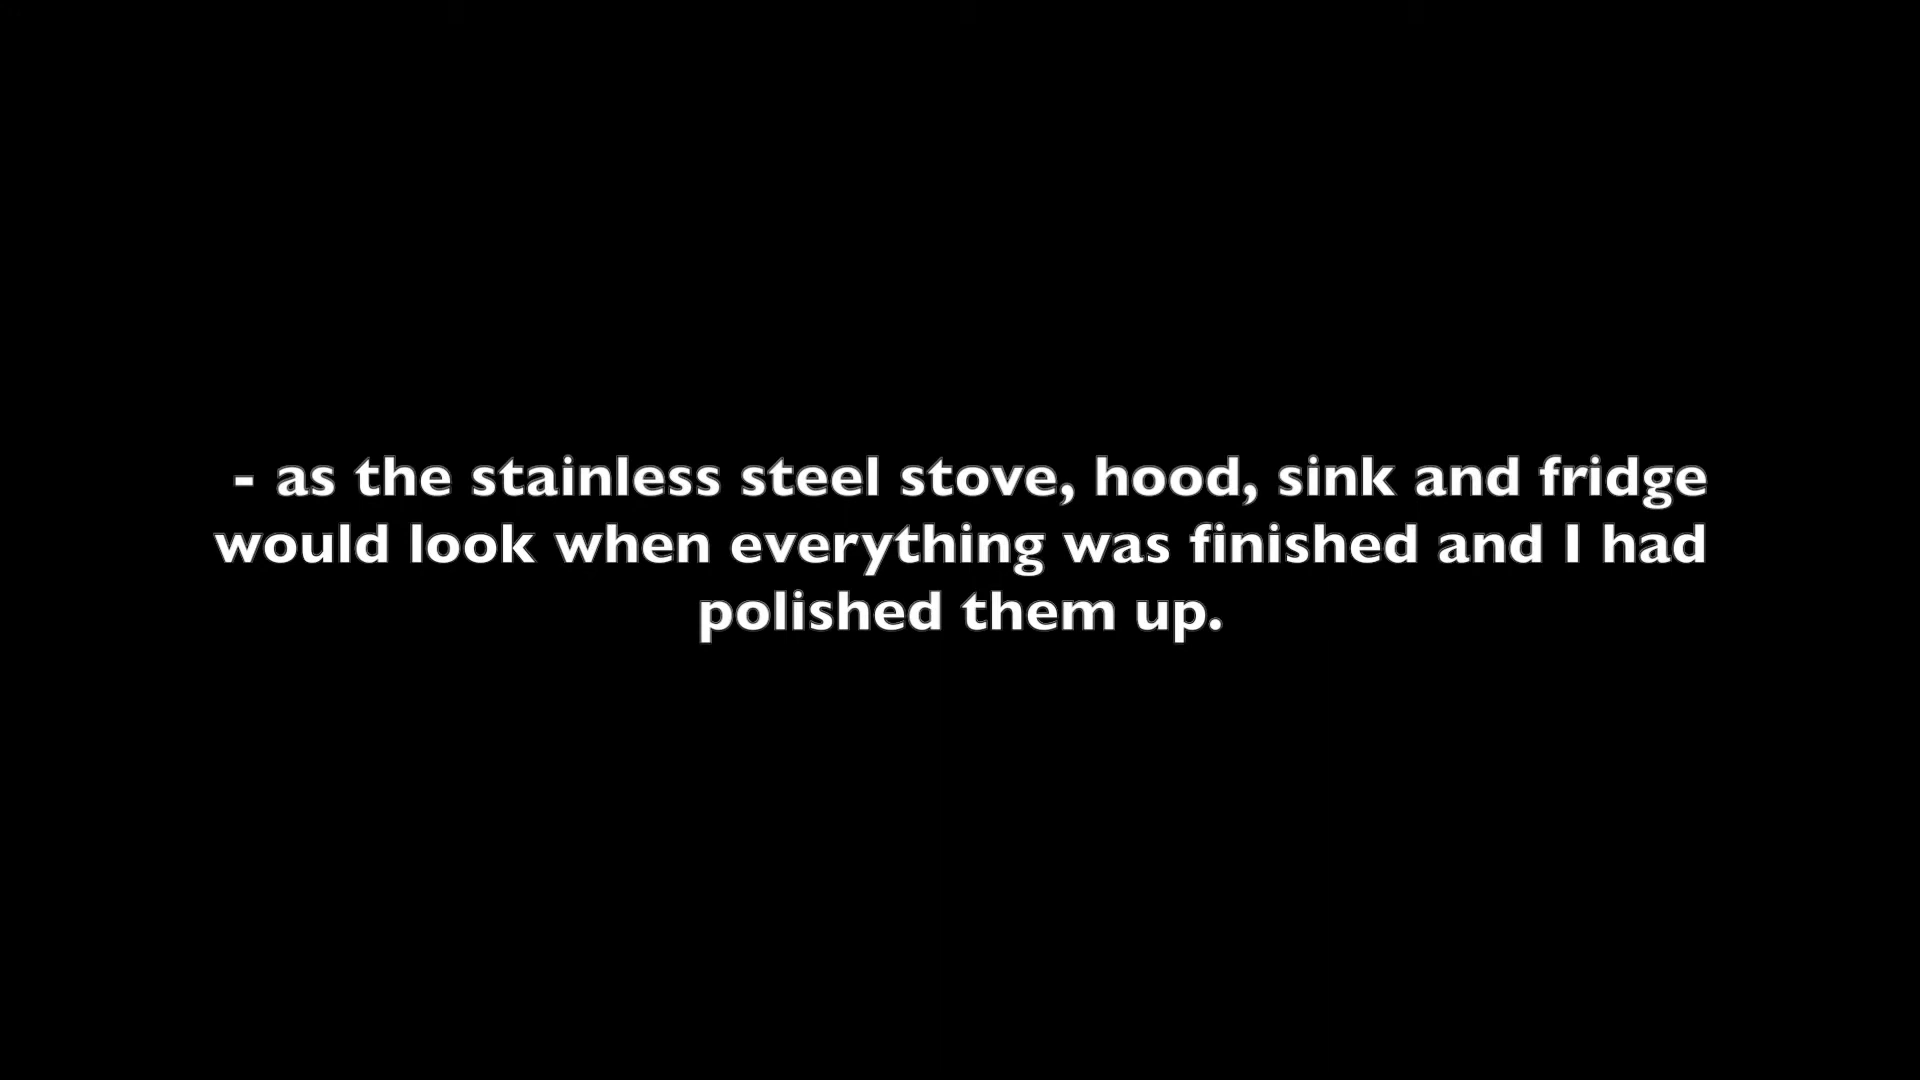 - as the stainless steel stove, hood, sink and fridge
would look when everything was finished and I had
polished them up.